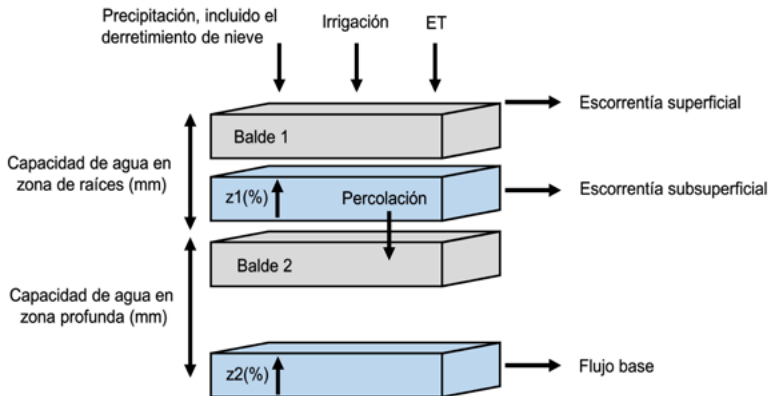 Precipitación, incluido el
derretimiento de nieve
Irrigación
ET
Escorrentía superficial
Balde 1
Capacidad de agua en
zona de raíces (mm)
z1(%)
Percolación
Escorrentía subsuperficial
Balde 2
Capacidad de agua en
zona profunda (mm)
z2(%)
Flujo base